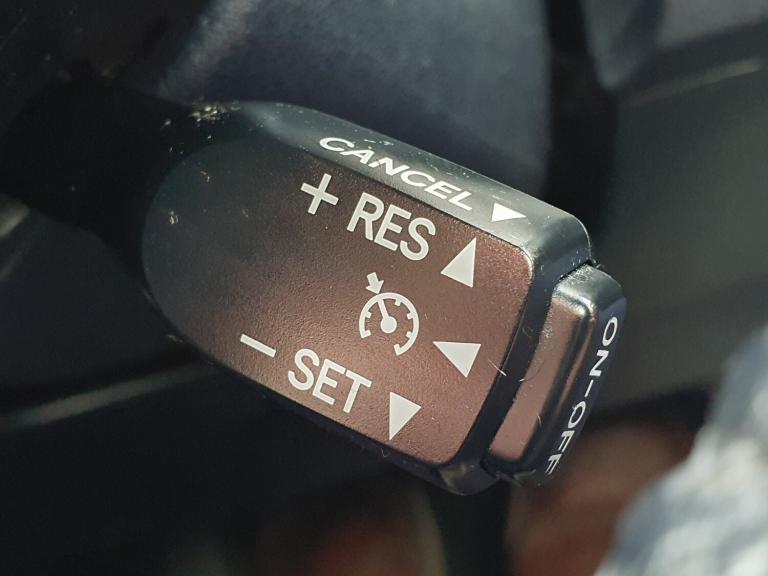 CANCEL
+ RES
− SET
ON-OFF